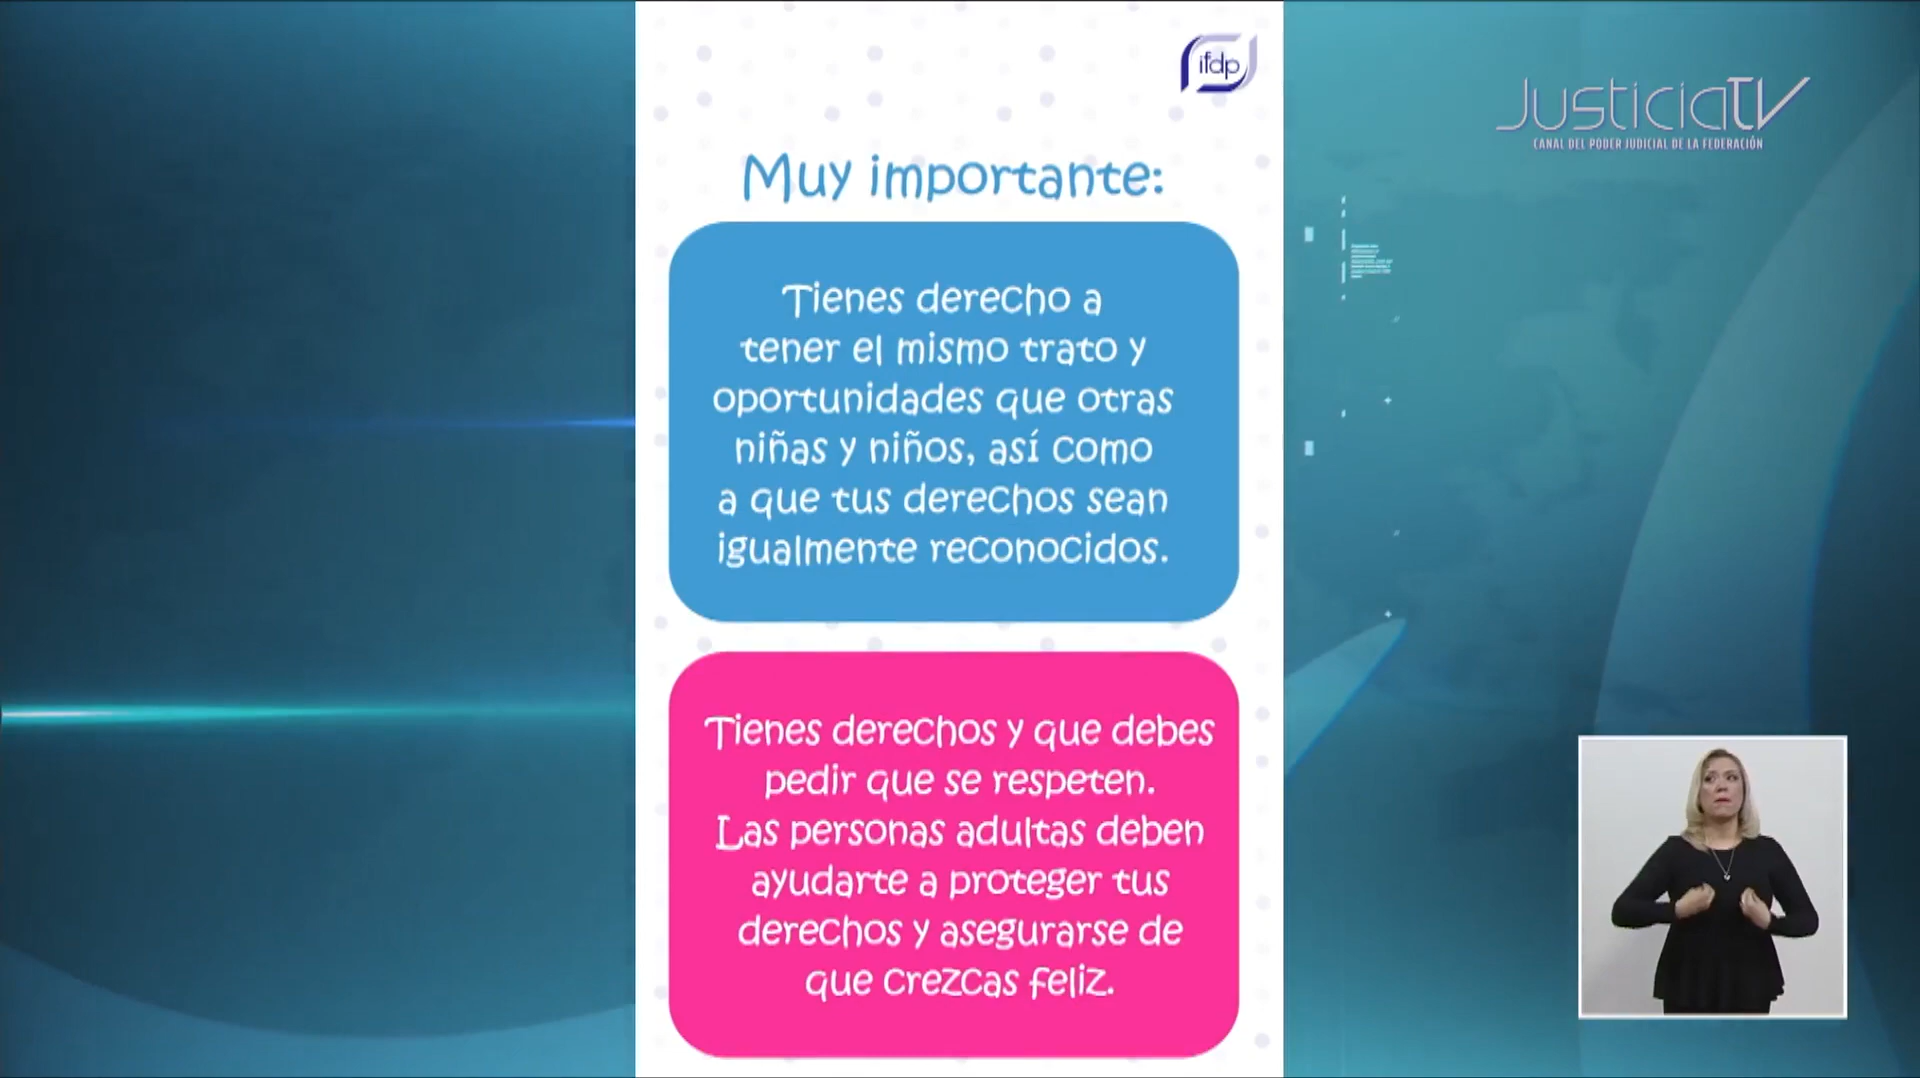 ifdp
JusticiaTV
CANAL DEL PODER JUDICIAL DE LA FEDERACIÓN
Muy importante:
Tienes derecho a
tener el mismo trato y
oportunidades que otras
niñas y niños, así como
a que tus derechos sean
igualmente reconocidos.
Tienes derechos y que debes
pedir que se respeten.
Las personas adultas deben
ayudarte a proteger tus
derechos y asegurarse de
que crezcas feliz.